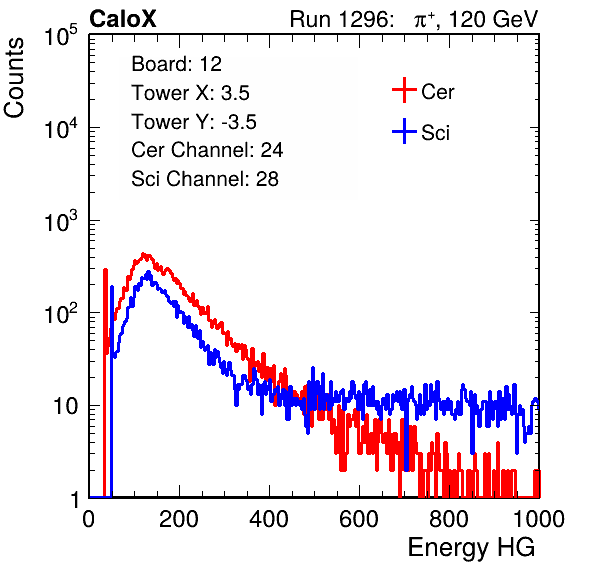 CaloX Run 1296: π⁺, 120 GeV
Counts
10⁵
10⁴
10³
10²
10
1
Board: 12
Tower X: 3.5
Tower Y: -3.5
Cer Channel: 24
Sci Channel: 28
Cer
Sci
0 200 400 600 800 1000
Energy HG